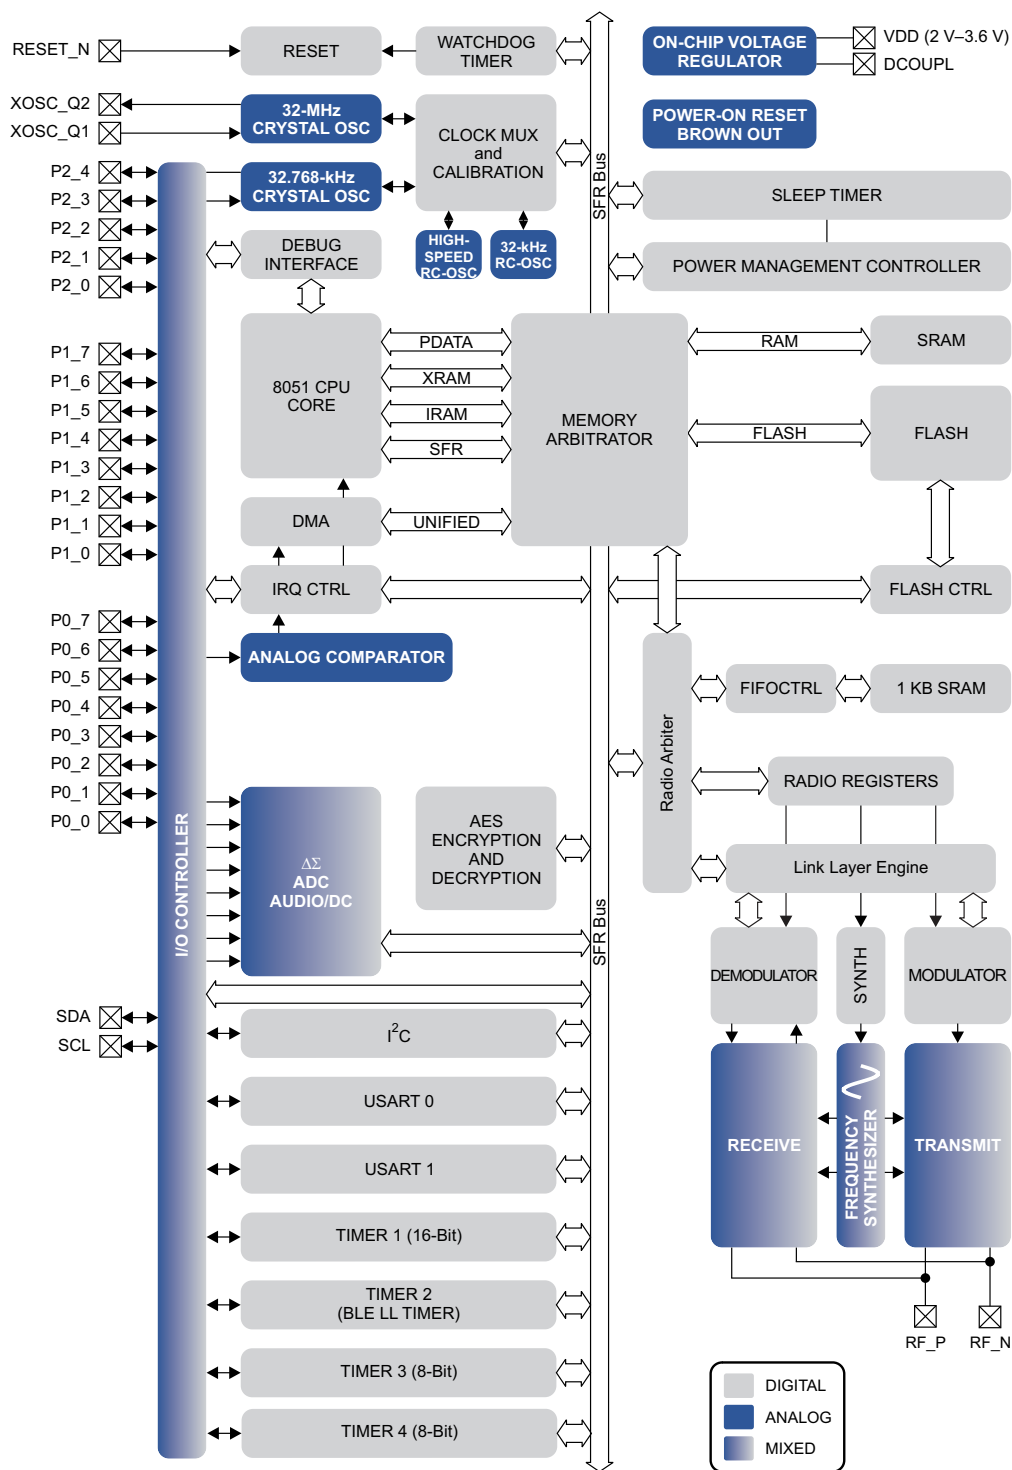 RESET_N
RESET
WATCHDOG
TIMER
ON-CHIP VOLTAGE
REGULATOR
VDD (2 V–3.6 V)
DCOUPL
XOSC_Q2
XOSC_Q1
32-MHz
CRYSTAL OSC
CLOCK MUX
and
CALIBRATION
POWER-ON RESET
BROWN OUT
SFR Bus
P2_4
P2_3
P2_2
P2_1
P2_0
32.768-kHz
CRYSTAL OSC
HIGH-
SPEED
RC-OSC
32-kHz
RC-OSC
SLEEP TIMER
DEBUG
INTERFACE
POWER MANAGEMENT CONTROLLER
P1_7
P1_6
P1_5
P1_4
P1_3
P1_2
P1_1
P1_0
8051 CPU
CORE
PDATA
XRAM
IRAM
SFR
MEMORY
ARBITRATOR
RAM
SRAM
FLASH
FLASH
DMA
UNIFIED
IRQ CTRL
FLASH CTRL
P0_7
P0_6
P0_5
P0_4
P0_3
P0_2
P0_1
P0_0
ANALOG COMPARATOR
Radio Arbiter
FIFOCTRL
1 KB SRAM
RADIO REGISTERS
I/O CONTROLLER
ΔΣ
ADC
AUDIO/DC
AES
ENCRYPTION
AND
DECRYPTION
Link Layer Engine
SFR Bus
DEMODULATOR
SYNTH
MODULATOR
SDA
SCL
I2C
USART 0
USART 1
TIMER 1 (16-Bit)
TIMER 2
(BLE LL TIMER)
TIMER 3 (8-Bit)
TIMER 4 (8-Bit)
RECEIVE
FREQUENCY
SYNTHESIZER
TRANSMIT
RF_P
RF_N
DIGITAL
ANALOG
MIXED